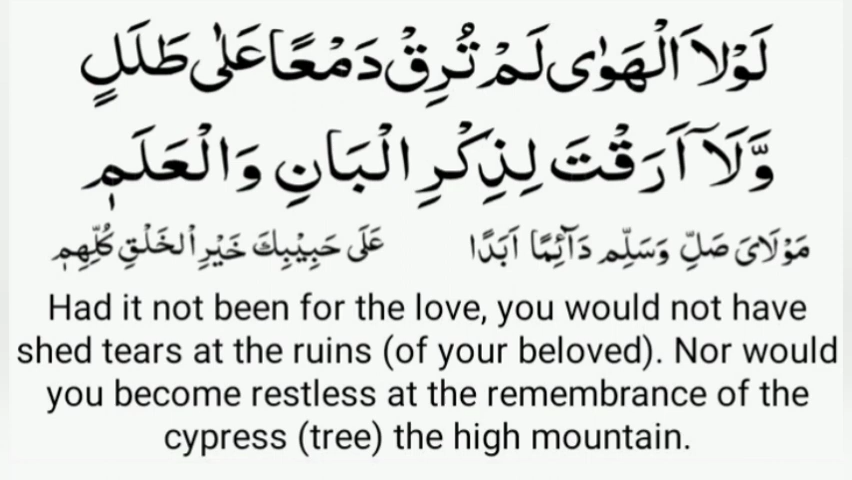 لَوْلَا الْهَوٰى لَمْ تُرِقْ دَمْعًا عَلٰى طَلَلٍ
وَّلَآ اَرَقْتَ لِذِكْرِ الْبَانِ وَالْعَلَمٖ
مَوْلَايَ صَلِّ وَسَلِّمْ دَآئِمًا اَبَدًا عَلَى حَبِيْبِكَ خَيْرِ الْخَلْقِ كُلِّهِمٖ
Had it not been for the love, you would not have
shed tears at the ruins (of your beloved). Nor would
you become restless at the remembrance of the
cypress (tree) the high mountain.